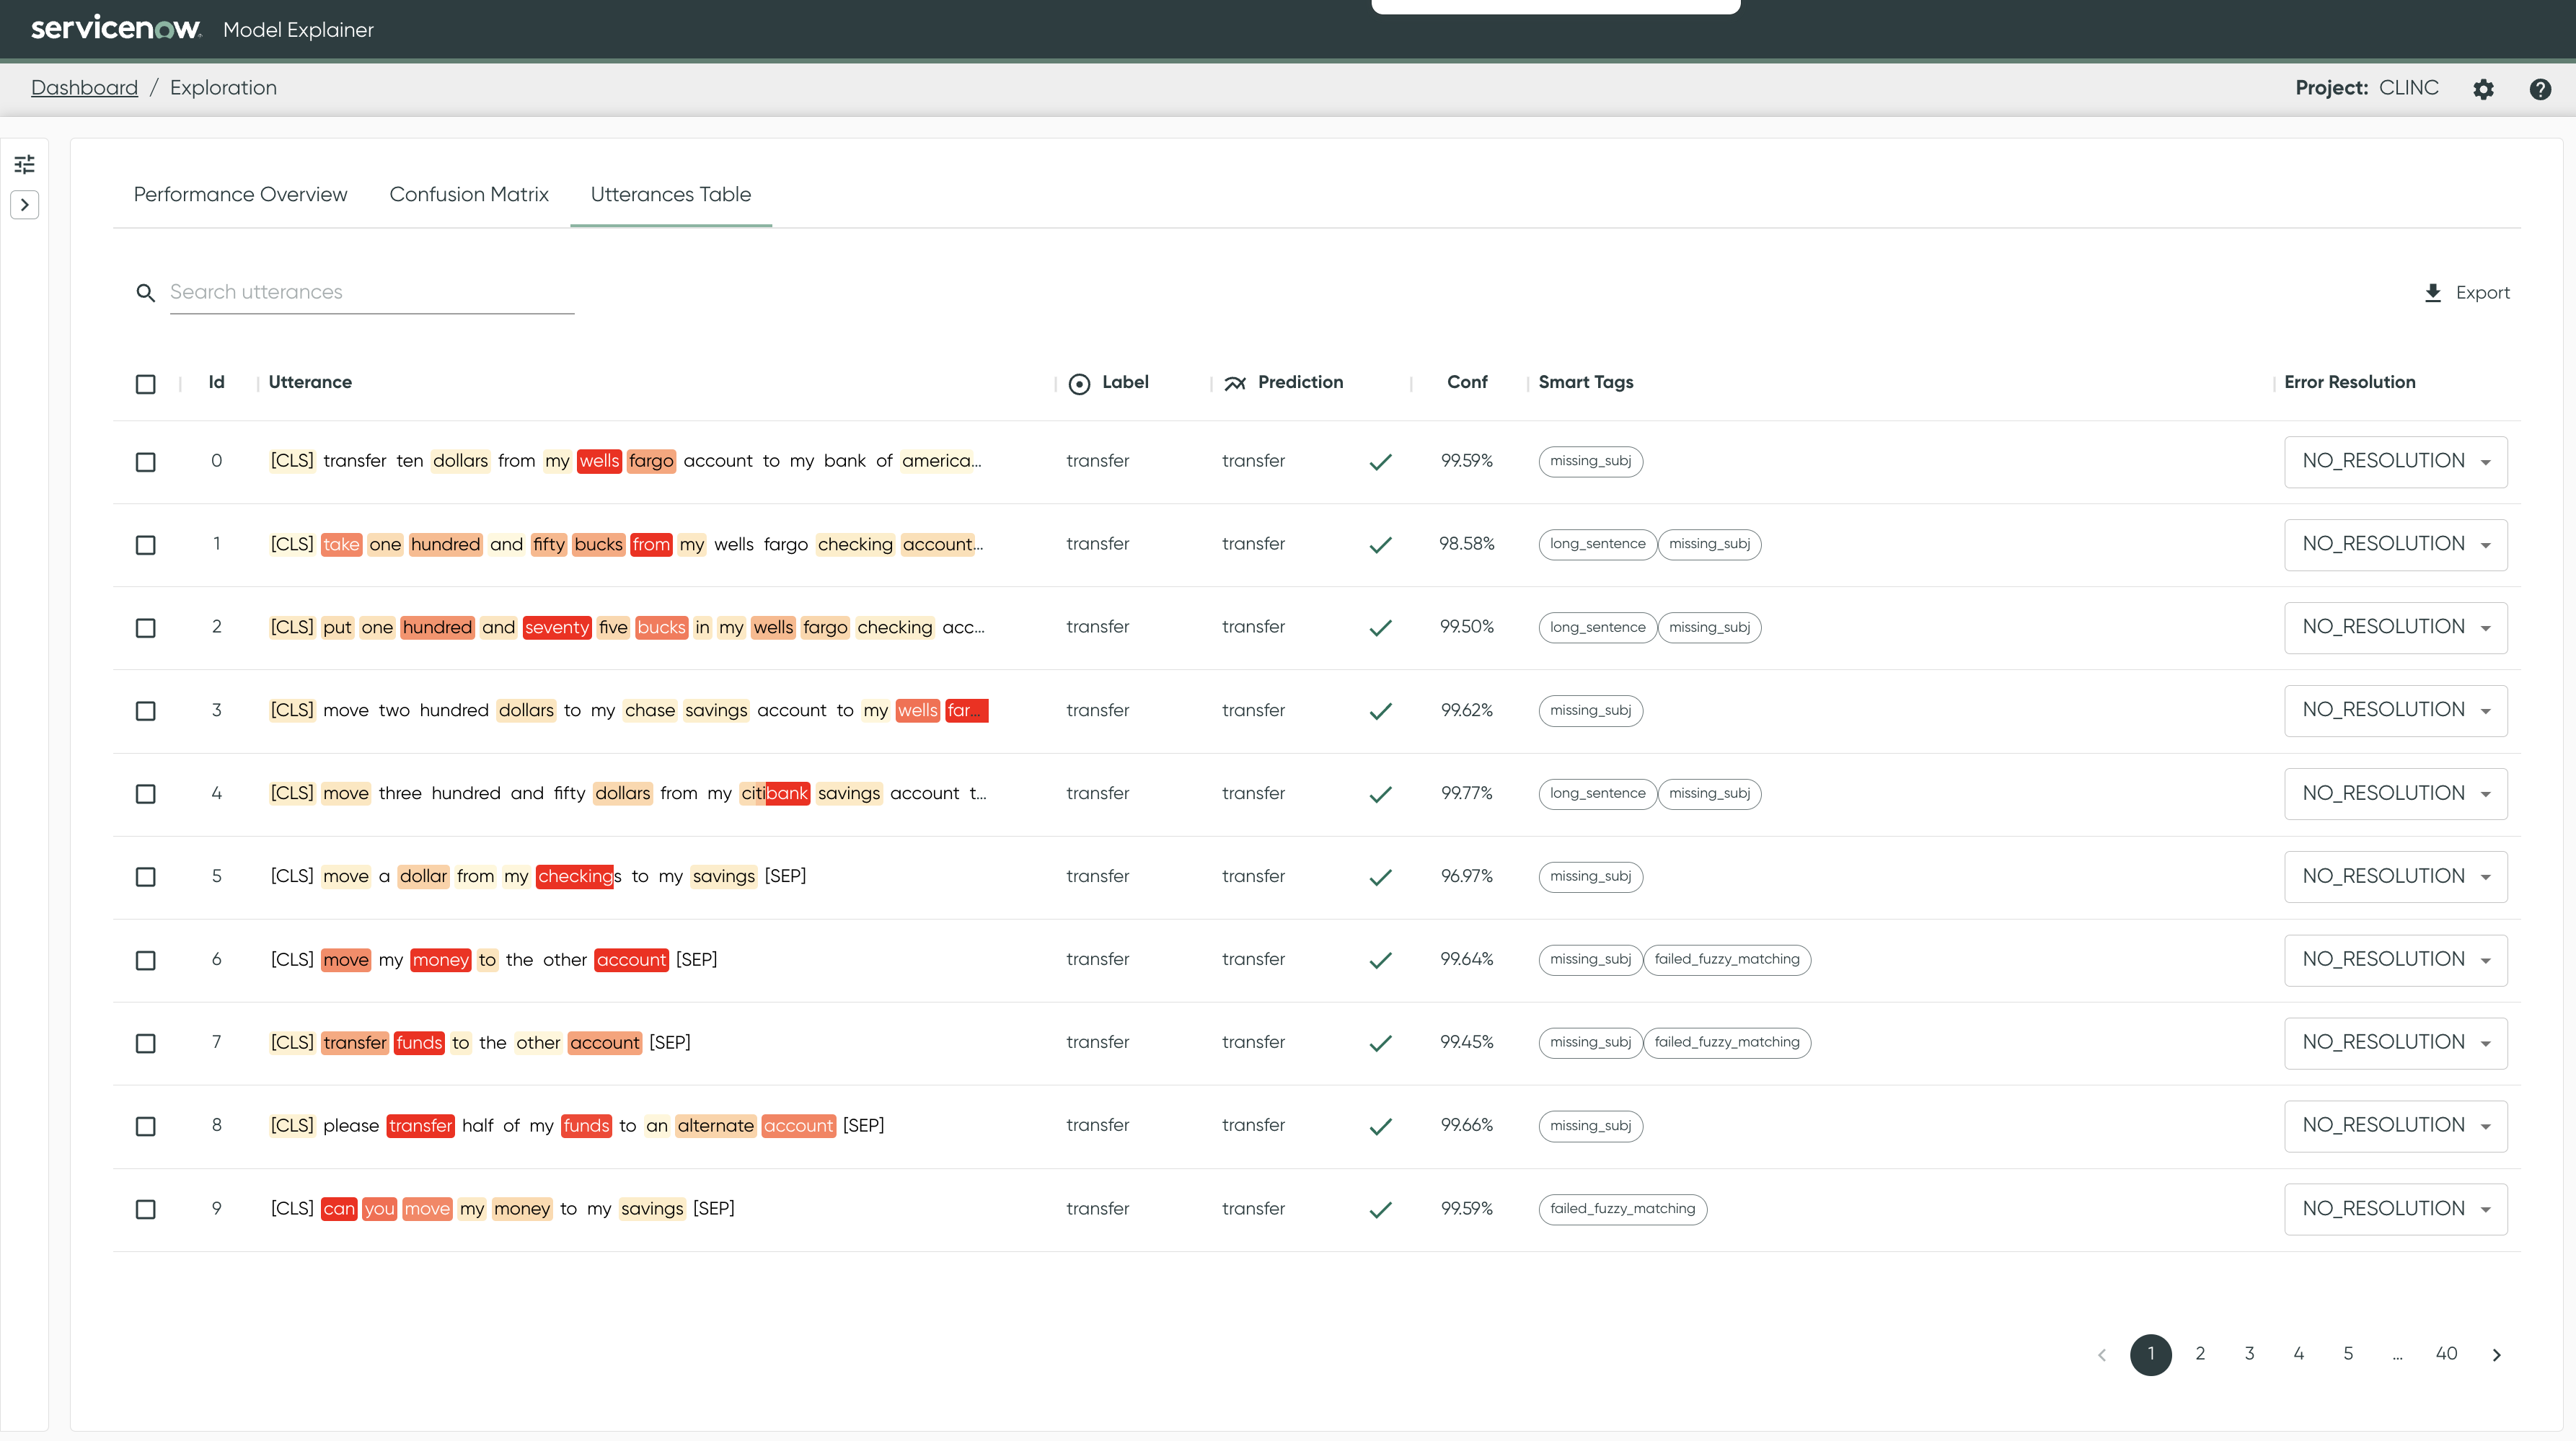 servicenow. Model Explainer
Dashboard / Exploration Project: CLINC
Performance Overview Confusion Matrix Utterances Table
Search utterances Export
Id Utterance Label Prediction Conf Smart Tags Error Resolution
0 [CLS] transfer ten dollars from my wells fargo account to my bank of america... transfer transfer 99.59% missing_subj NO_RESOLUTION
1 [CLS] take one hundred and fifty bucks from my wells fargo checking account... transfer transfer 98.58% long_sentence missing_subj NO_RESOLUTION
2 [CLS] put one hundred and seventy five bucks in my wells fargo checking acc... transfer transfer 99.50% long_sentence missing_subj NO_RESOLUTION
3 [CLS] move two hundred dollars to my chase savings account to my wells far... transfer transfer 99.62% missing_subj NO_RESOLUTION
4 [CLS] move three hundred and fifty dollars from my citibank savings account t... transfer transfer 99.77% long_sentence missing_subj NO_RESOLUTION
5 [CLS] move a dollar from my checkings to my savings [SEP] transfer transfer 96.97% missing_subj NO_RESOLUTION
6 [CLS] move my money to the other account [SEP] transfer transfer 99.64% missing_subj failed_fuzzy_matching NO_RESOLUTION
7 [CLS] transfer funds to the other account [SEP] transfer transfer 99.45% missing_subj failed_fuzzy_matching NO_RESOLUTION
8 [CLS] please transfer half of my funds to an alternate account [SEP] transfer transfer 99.66% missing_subj NO_RESOLUTION
9 [CLS] can you move my money to my savings [SEP] transfer transfer 99.59% failed_fuzzy_matching NO_RESOLUTION
1 2 3 4 5 ... 40